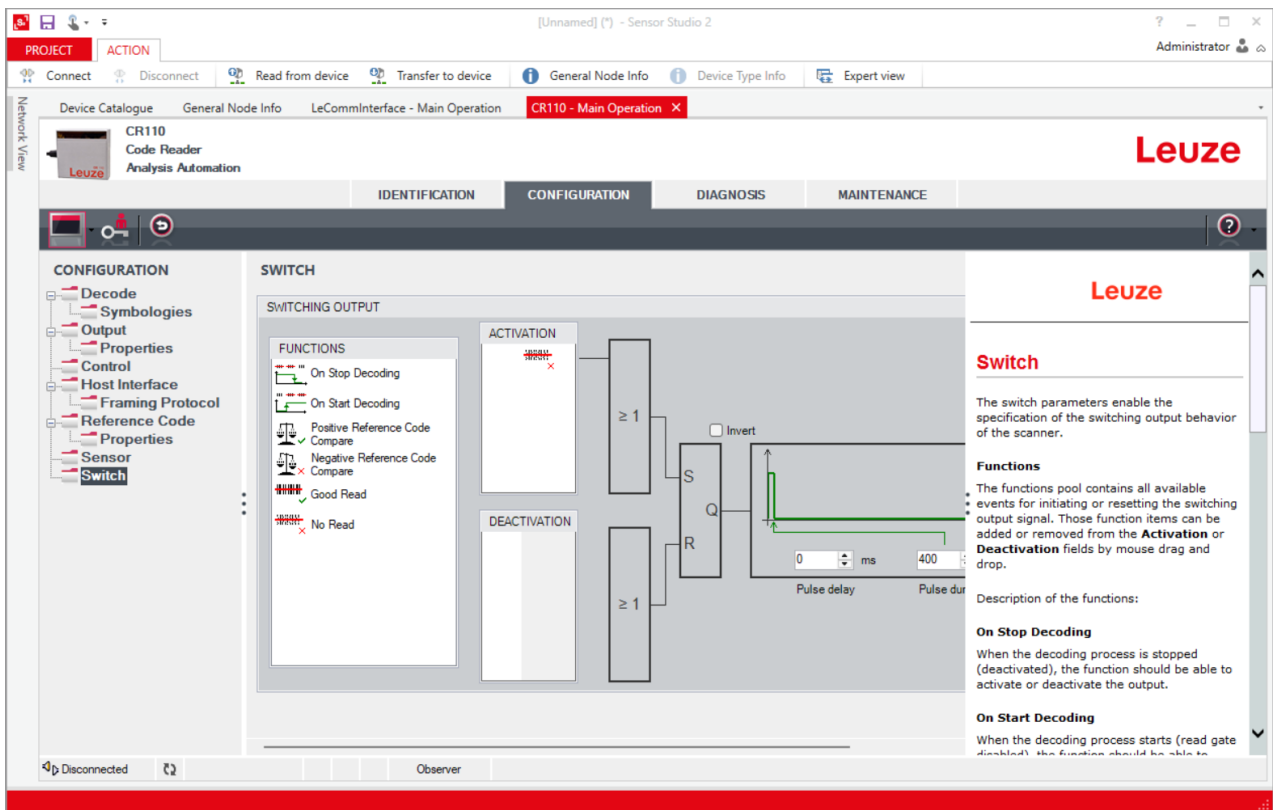 [Unnamed] (*) - Sensor Studio 2
PROJECT ACTION Administrator
Connect Disconnect Read from device Transfer to device General Node Info Device Type Info Expert view
Network View
Device Catalogue General Node Info LeCommInterface - Main Operation CR110 - Main Operation
CR110
Code Reader
Analysis Automation
Leuze
Leuze
IDENTIFICATION CONFIGURATION DIAGNOSIS MAINTENANCE
CONFIGURATION
Decode
Symbologies
Output
Properties
Control
Host Interface
Framing Protocol
Reference Code
Properties
Sensor
Switch
SWITCH
SWITCHING OUTPUT
FUNCTIONS
On Stop Decoding
On Start Decoding
Positive Reference Code
Compare
Negative Reference Code
Compare
Good Read
No Read
ACTIVATION
DEACTIVATION
≥ 1
≥ 1
S
Q
R
Invert
0 ms 400
Pulse delay Pulse dur
Leuze
Switch
The switch parameters enable the
specification of the switching output behavior
of the scanner.
Functions
The functions pool contains all available
events for initiating or resetting the switching
output signal. Those function items can be
added or removed from the Activation or
Deactivation fields by mouse drag and
drop.
Description of the functions:
On Stop Decoding
When the decoding process is stopped
(deactivated), the function should be able to
activate or deactivate the output.
On Start Decoding
When the decoding process starts (read gate
disabled), the function should be able to
Disconnected Observer